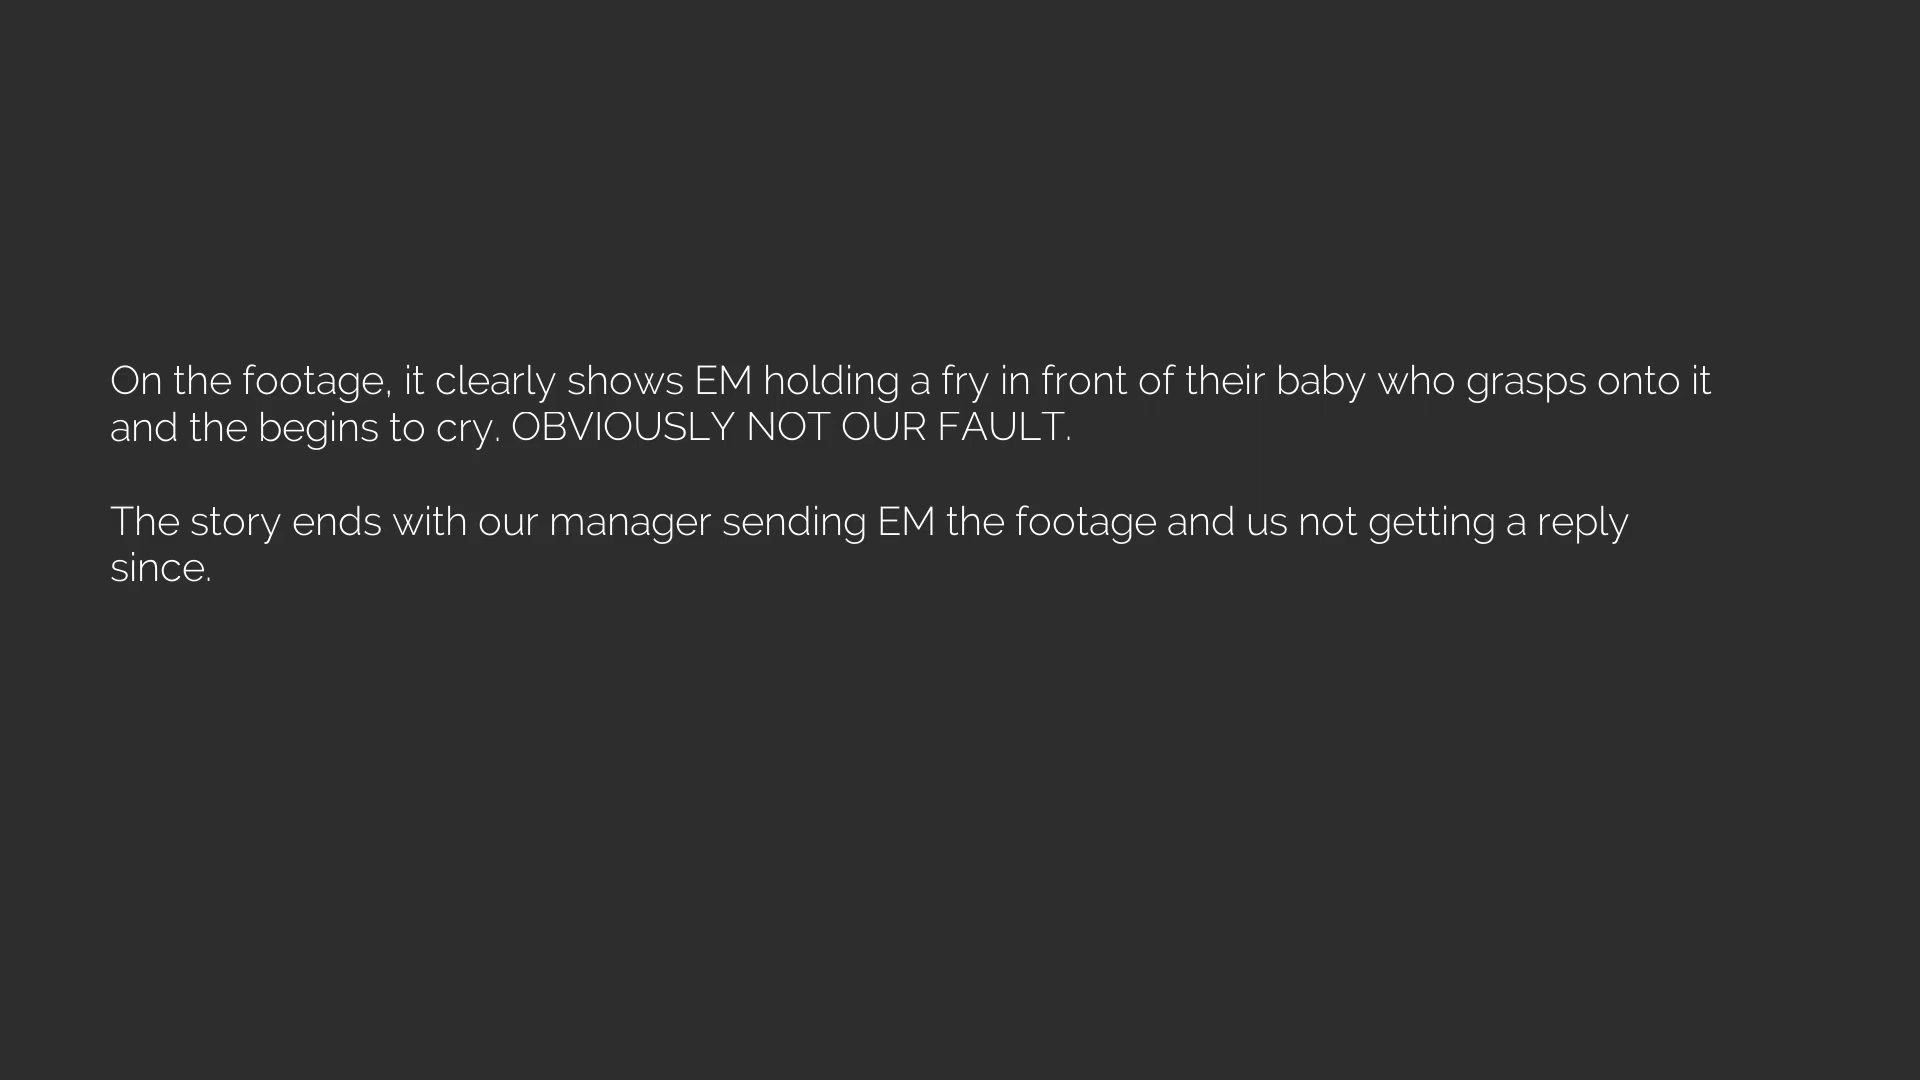 On the footage, it clearly shows EM holding a fry in front of their baby who grasps onto it
and the begins to cry. OBVIOUSLY NOT OUR FAULT.
The story ends with our manager sending EM the footage and us not getting a reply
since.